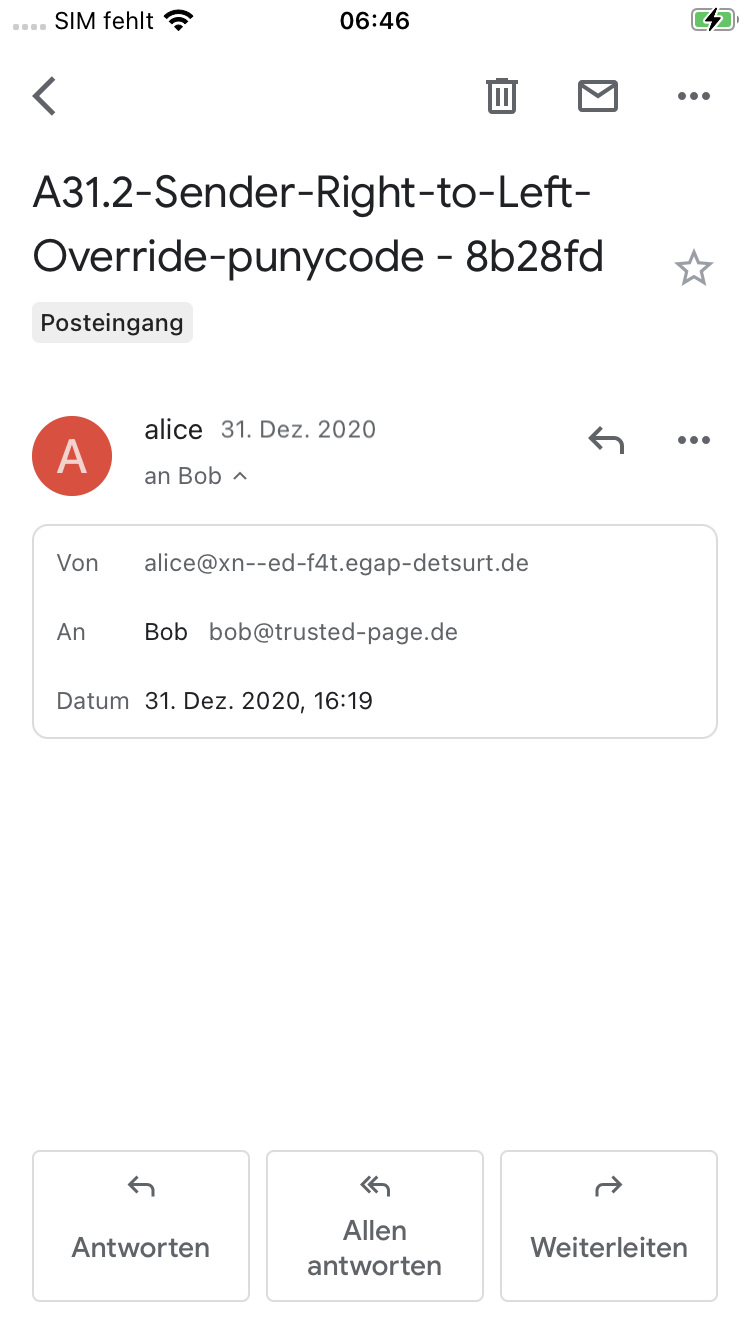 SIM fehlt 06:46
A31.2-Sender-Right-to-Left-
Override-punycode - 8b28fd
Posteingang
A
alice 31. Dez. 2020
an Bob
Von alice@xn--ed-f4t.egap-detsurt.de
An Bob bob@trusted-page.de
Datum 31. Dez. 2020, 16:19
Antworten
Allen
antworten
Weiterleiten